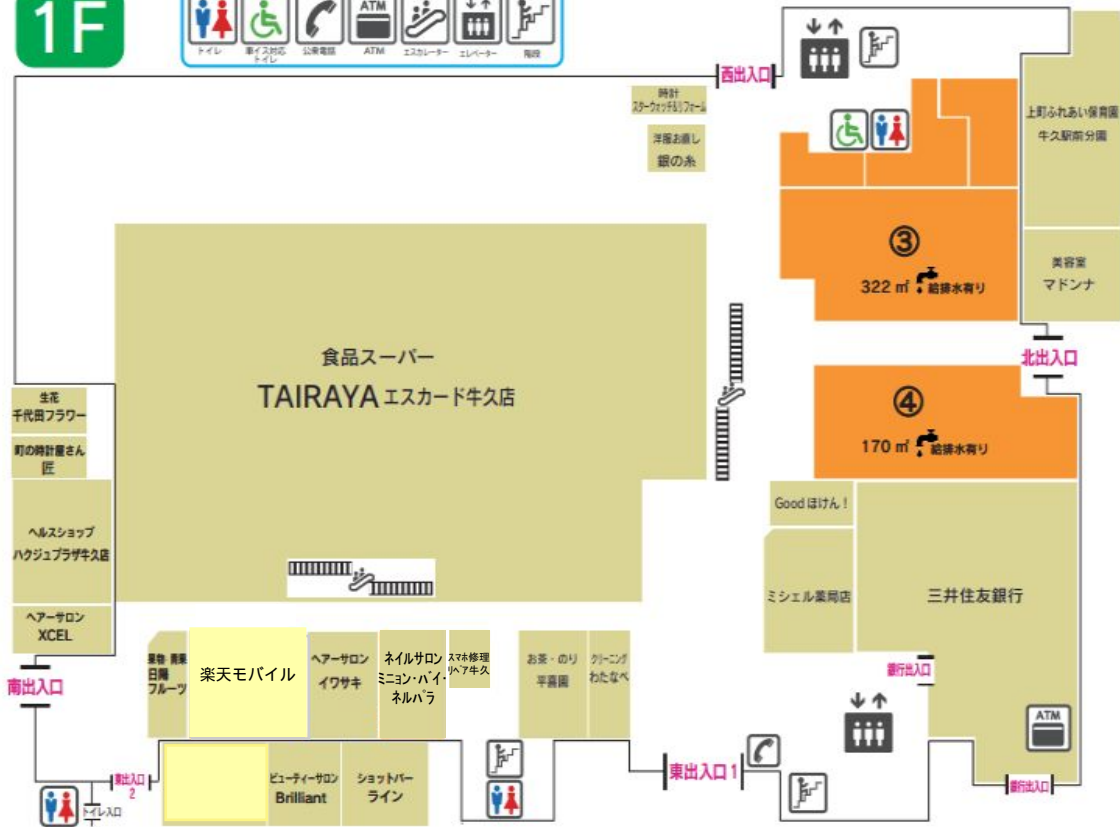 1F
トイレ
車イス対応
トイレ
公衆電話
ATM
ATM
エスカレーター
エレベーター
階段
西出入口
時計
スターウォッチ&リフォーム
洋服お直し
銀の糸
上町ふれあい保育園
牛久駅前分園
③
322 ㎡ 給排水有り
美容室
マドンナ
北出入口
食品スーパー
TAIRAYA エスカード牛久店
④
170 ㎡ 給排水有り
生花
千代田フラワー
町の時計屋さん
匠
ヘルスショップ
ハクジュプラザ牛久店
ヘアーサロン
XCEL
Goodほけん！
ミシェル薬局店
三井住友銀行
南出入口
果物・青果
日陽
フルーツ
楽天モバイル
ヘアーサロン
イワサキ
ネイルサロン
ミニョン・バイ・
ネルパラ
スマホ修理
リペア牛久
お茶・のり
平喜園
クリーニング
わたなべ
銀行出入口
ATM
東出入口
2
トイレ入口
ビューティーサロン
Brilliant
ショットバー
ライン
東出入口 1
銀行出入口